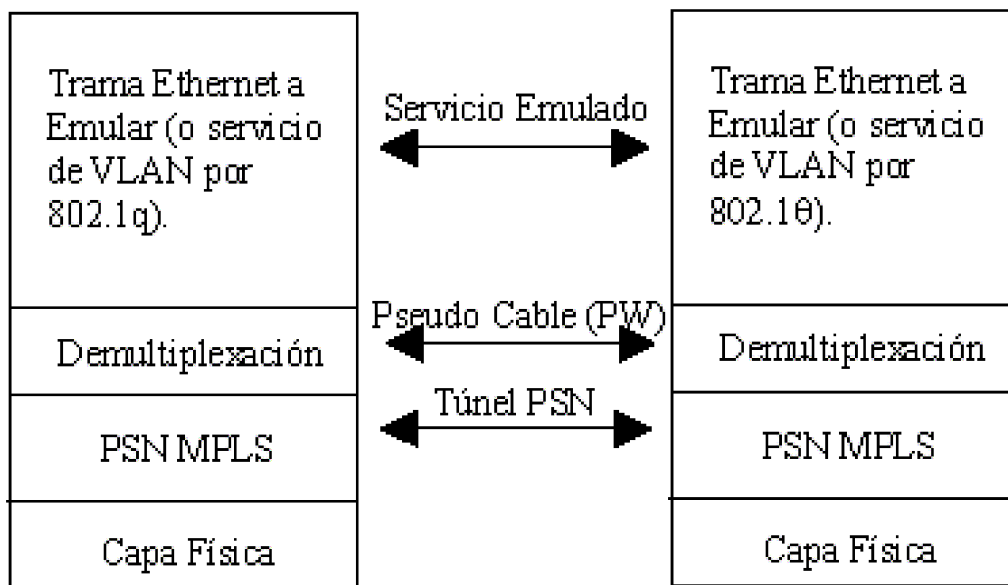 Trama Ethernet a
Emular (o servicio
de VLAN por
802.1q).
Servicio Emulado
Trama Ethernet a
Emular (o servicio
de VLAN por
802.1θ).
Pseudo Cable (PW)
Demultiplexación
Demultiplexación
Túnel PSN
PSN MPLS
PSN MPLS
Capa Física
Capa Física